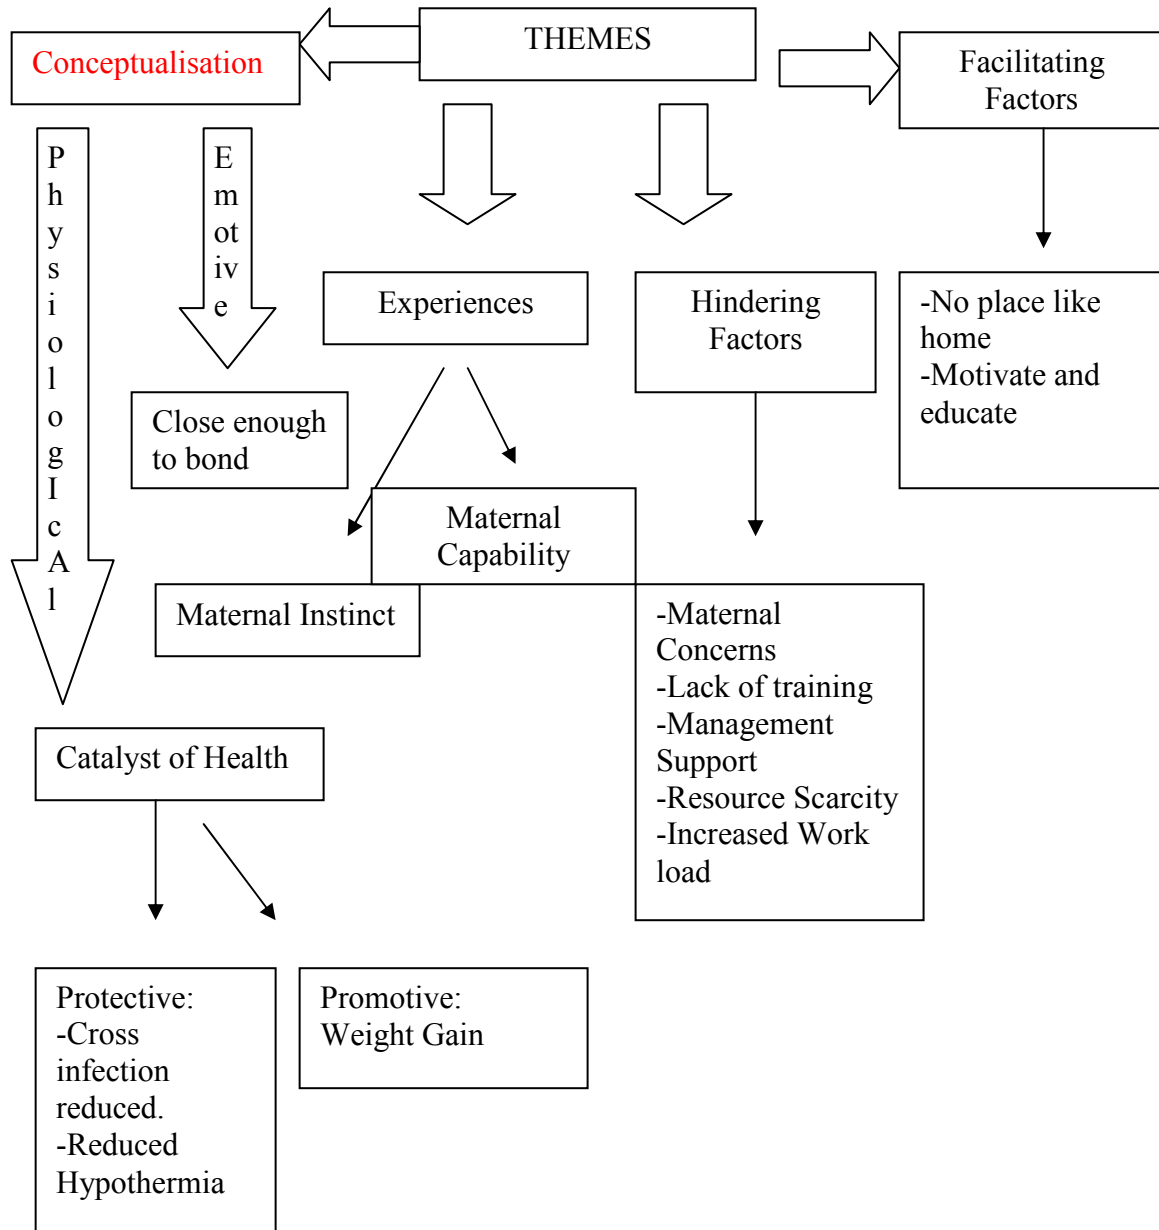 THEMES
Conceptualisation
Facilitating
Factors
P
h
y
s
i
o
l
o
g
I
c
A
l
E
m
ot
iv
e
Experiences
Hindering
Factors
-No place like
home
-Motivate and
educate
Close enough
to bond
Maternal
Capability
Maternal Instinct
-Maternal
Concerns
-Lack of training
-Management
Support
-Resource Scarcity
-Increased Work
load
Catalyst of Health
Protective:
-Cross
infection
reduced.
-Reduced
Hypothermia
Promotive:
Weight Gain